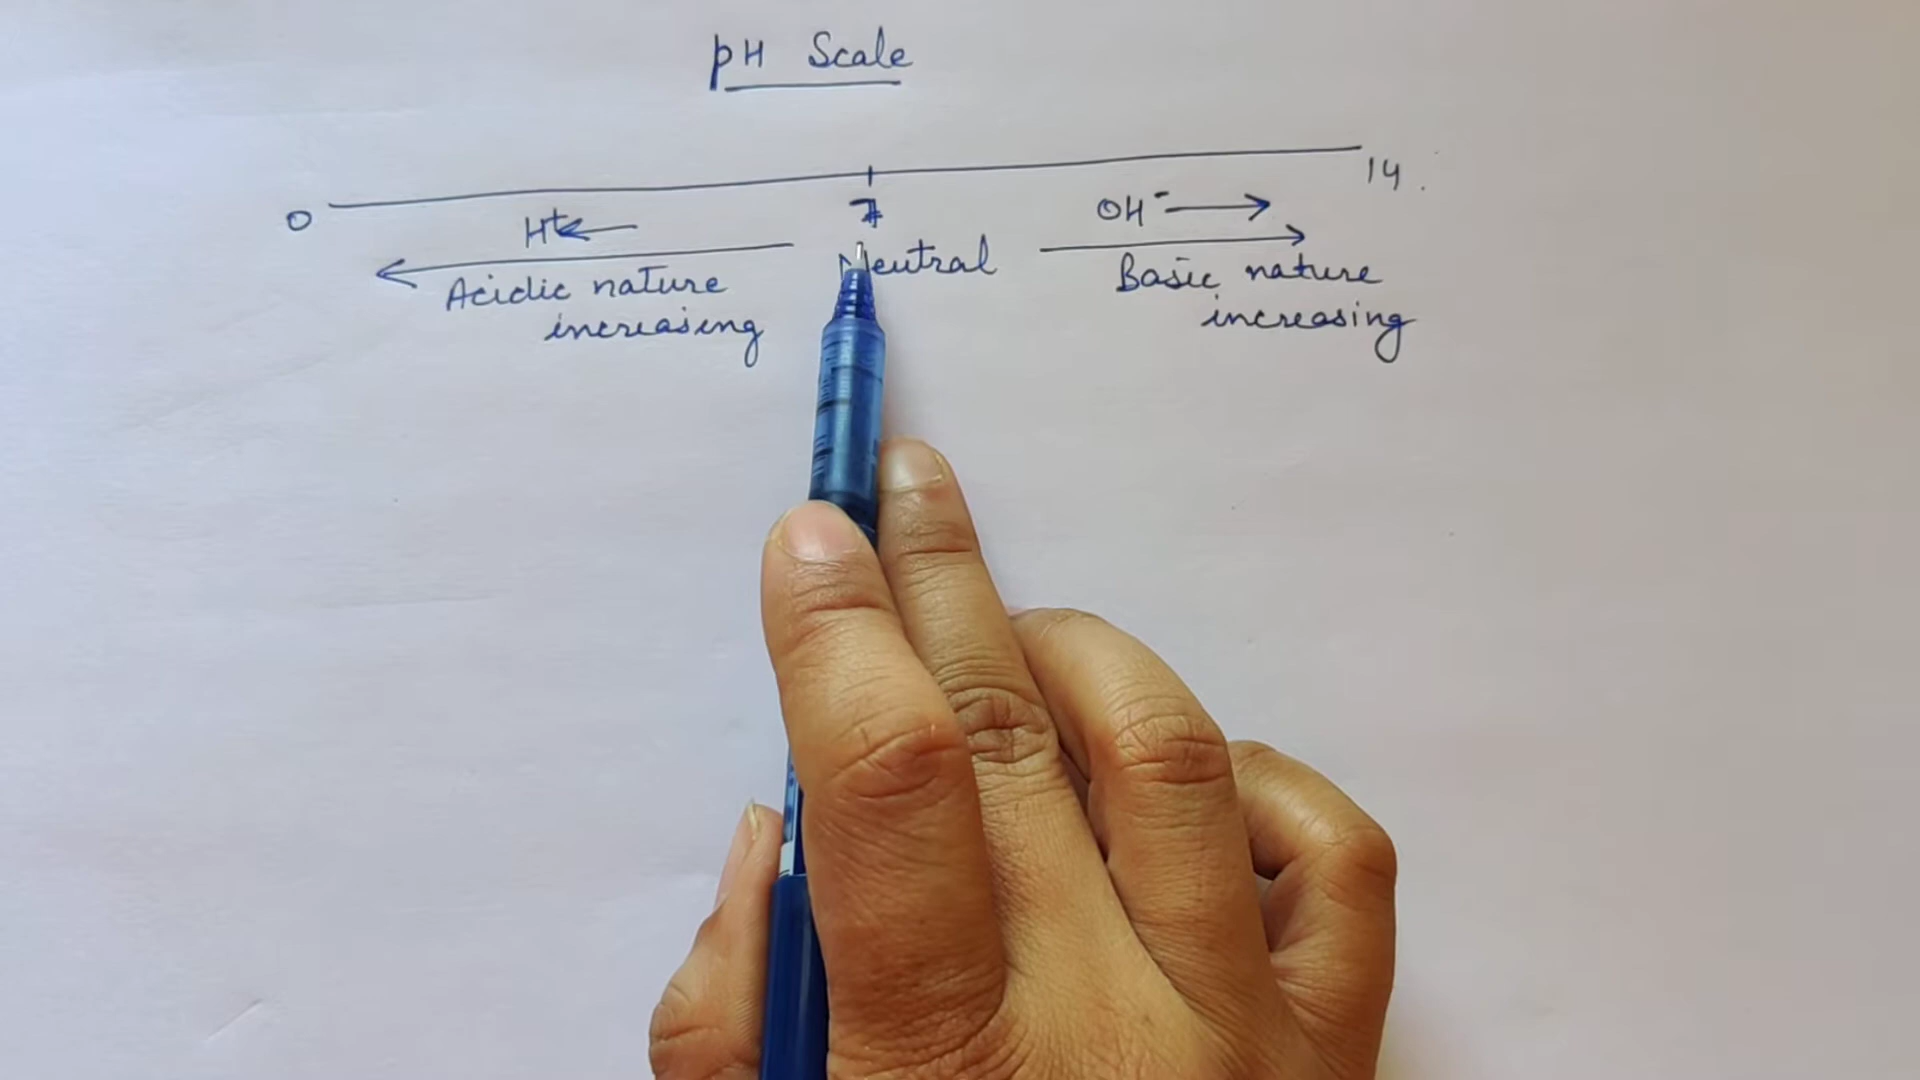 pH Scale
0 7 14.
H+ ← OH- →
Neutral
Acidic nature
increasing
Basic nature
increasing